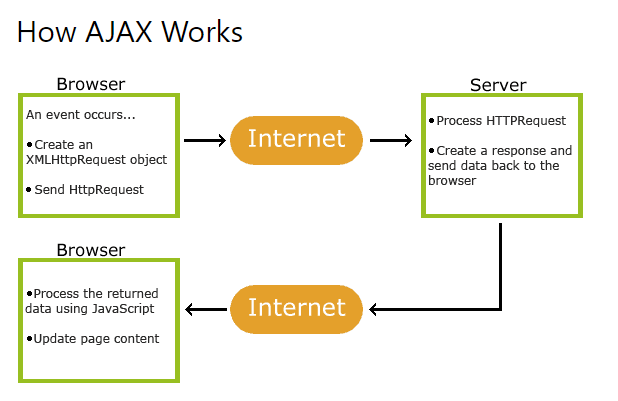 How AJAX Works
Browser
An event occurs...
•Create an
XMLHttpRequest object
• Send HttpRequest
Internet
Server
•Process HTTPRequest
•Create a response and
send data back to the
browser
Browser
•Process the returned
data using JavaScript
•Update page content
Internet